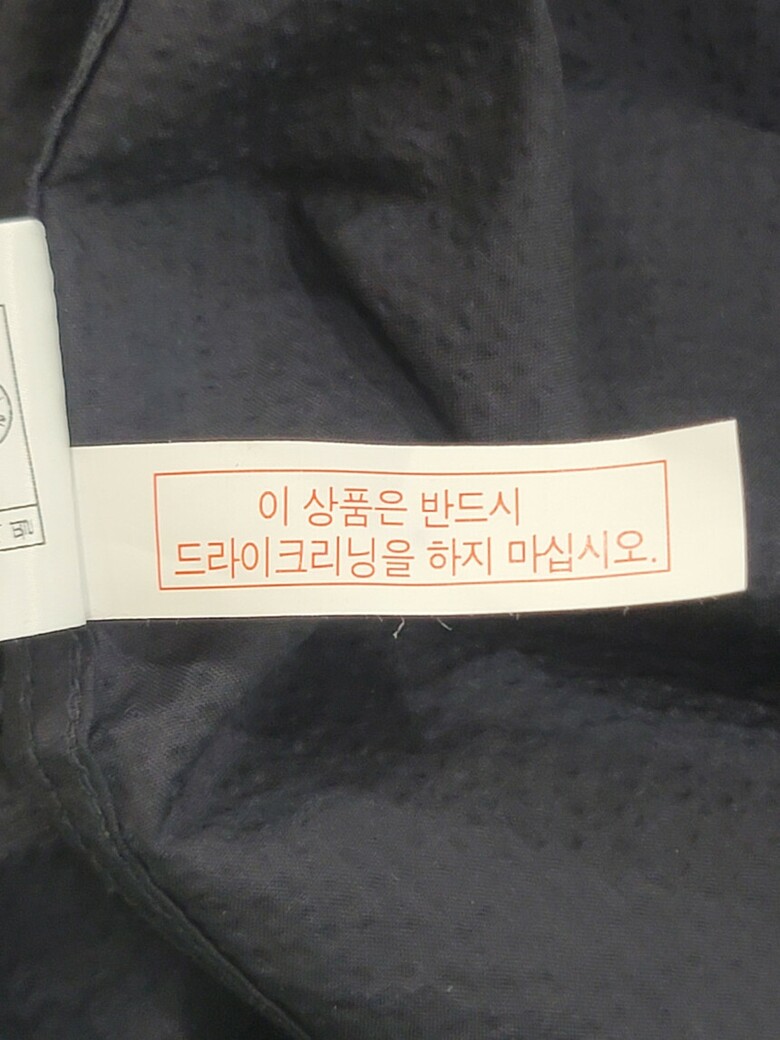 이 상품은 반드시
드라이크리닝을 하지 마십시오.